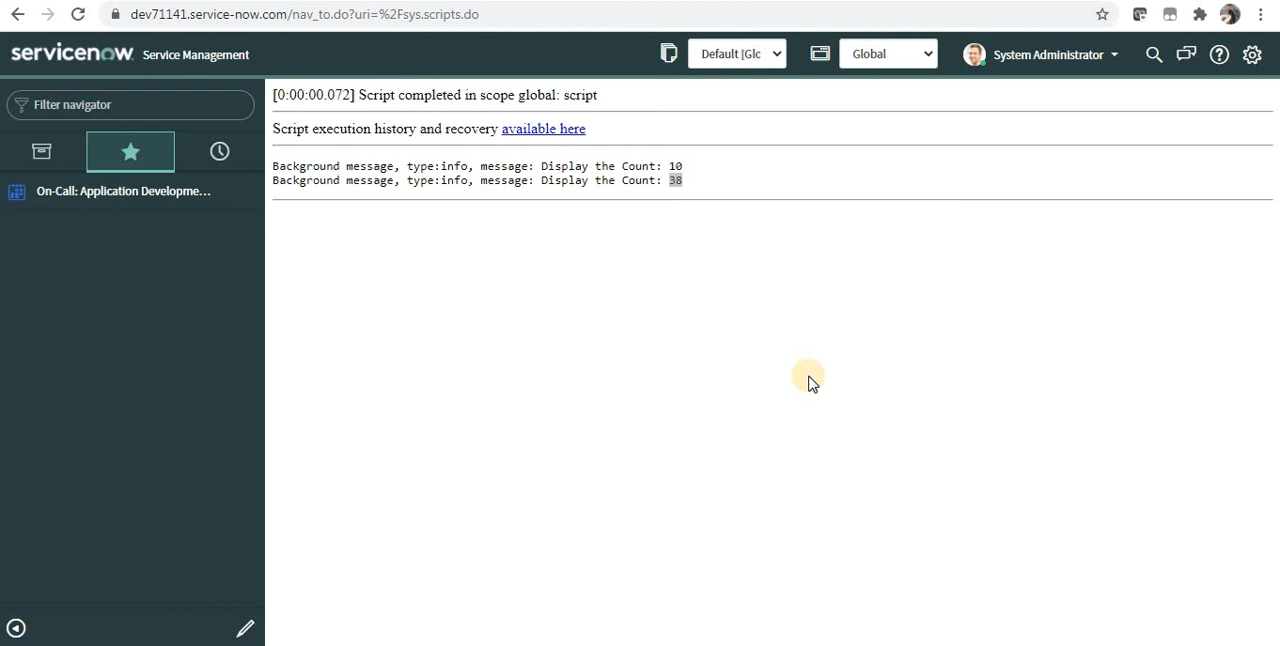 dev71141.service-now.com/nav_to.do?uri=%2Fsys.scripts.do
servicenow Service Management
Default [Glc
Global
System Administrator
Filter navigator
On-Call: Application Developme...
[0:00:00.072] Script completed in scope global: script
Script execution history and recovery available here
Background message, type:info, message: Display the Count: 10
Background message, type:info, message: Display the Count: 38